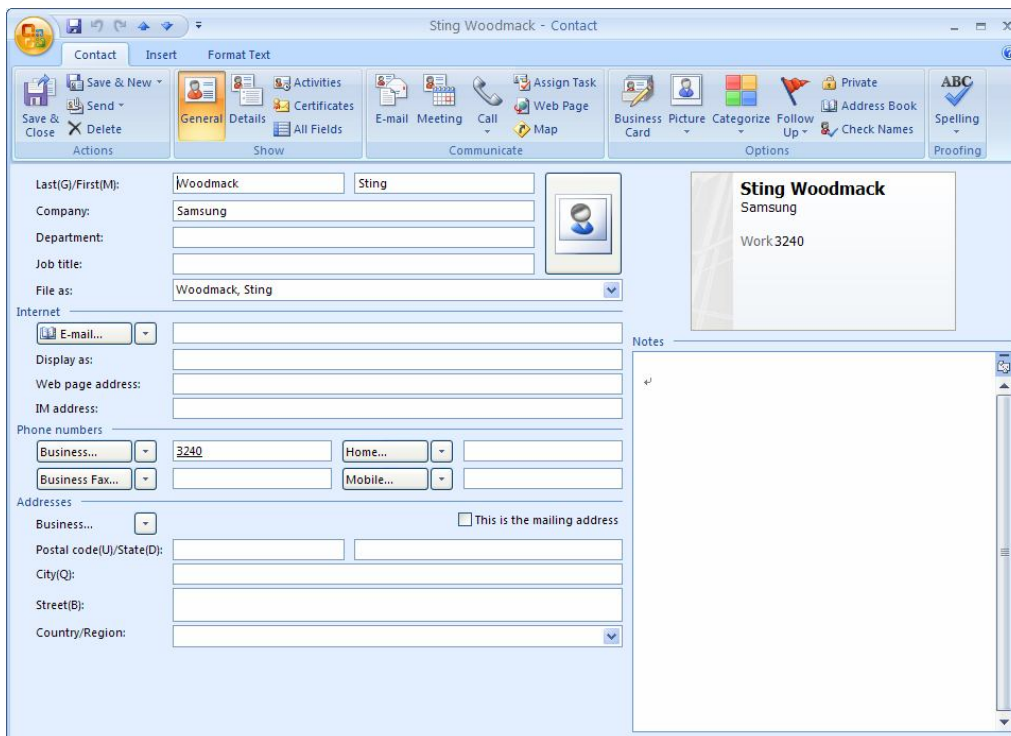 Sting Woodmack - Contact
Contact Insert Format Text
Save & Close
Save & New
Send
Delete
Actions
General
Details
Activities
Certificates
All Fields
Show
E-mail
Meeting
Call
Assign Task
Web Page
Map
Communicate
Business Card
Picture
Categorize
Follow Up
Private
Address Book
Check Names
Options
ABC
Spelling
Proofing
Last(G)/First(M): Woodmack Sting
Company: Samsung
Department:
Job title:
File as: Woodmack, Sting
Internet
E-mail...
Display as:
Web page address:
IM address:
Phone numbers
Business... 3240 Home...
Business Fax... Mobile...
Addresses
Business... This is the mailing address
Postal code(U)/State(D):
City(Q):
Street(B):
Country/Region:
Sting Woodmack
Samsung
Work 3240
Notes